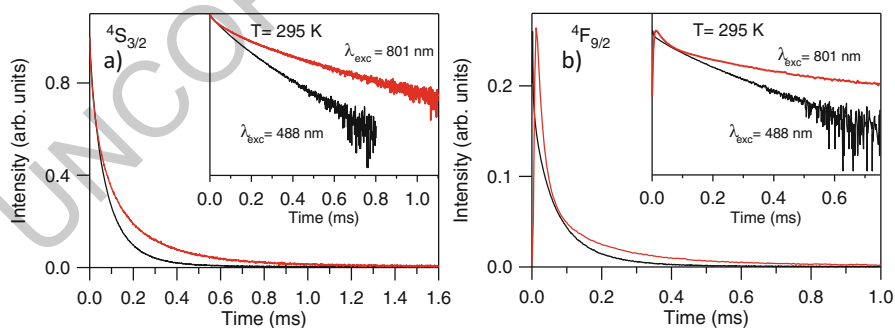 UNCOR
⁴S₃/₂
a)
T= 295 K
λexc = 801 nm
λexc= 488 nm
0.0 0.2 0.4 0.6 0.8 1.0
Time (ms)
Intensity (arb. units)
0.8
0.4
0.0
0.0 0.2 0.4 0.6 0.8 1.0 1.2 1.4 1.6
Time (ms)
⁴F₉/₂
b)
T= 295 K
λexc = 801 nm
λexc= 488 nm
0.0 0.2 0.4 0.6
Time (ms)
Intensity (arb. units)
0.2
0.1
0.0
0.0 0.2 0.4 0.6 0.8 1.0
Time (ms)